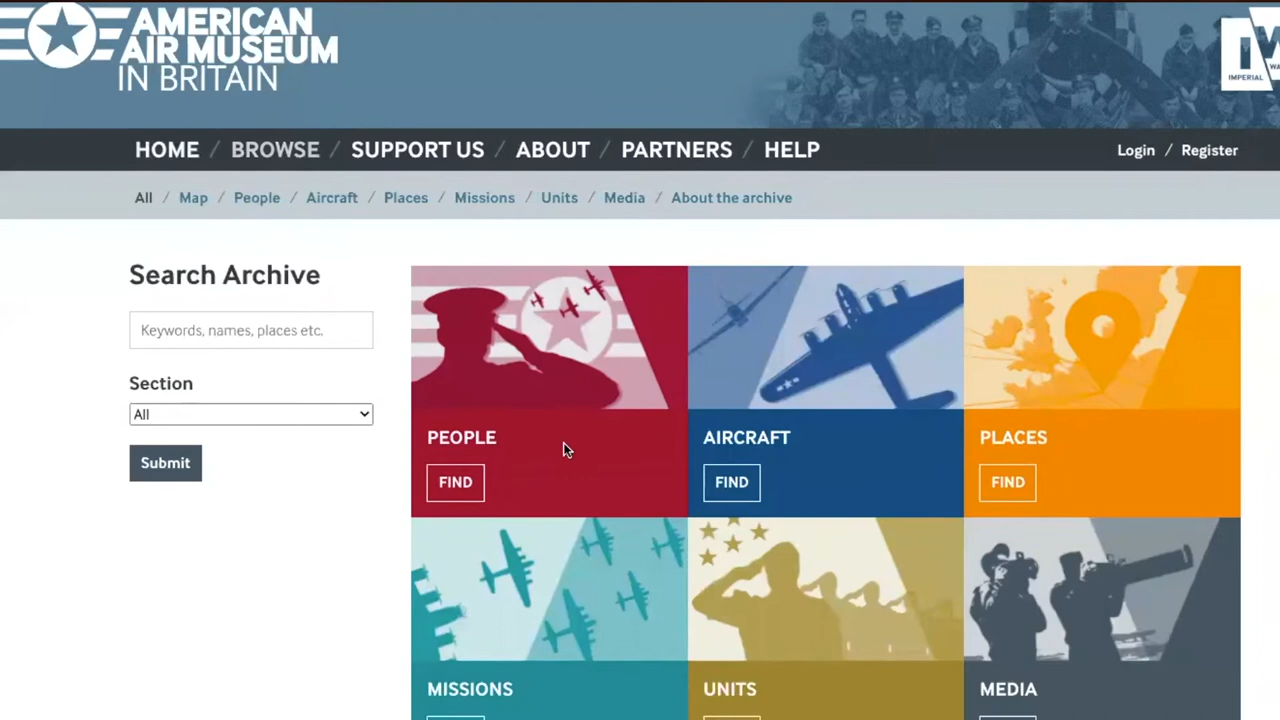 AMERICAN
AIR MUSEUM
IN BRITAIN
IMPERIAL
HOME / BROWSE / SUPPORT US / ABOUT / PARTNERS / HELP
Login / Register
All / Map / People / Aircraft / Places / Missions / Units / Media / About the archive
Search Archive
Keywords, names, places etc.
Section
All
Submit
PEOPLE
FIND
AIRCRAFT
FIND
PLACES
FIND
MISSIONS
UNITS
MEDIA